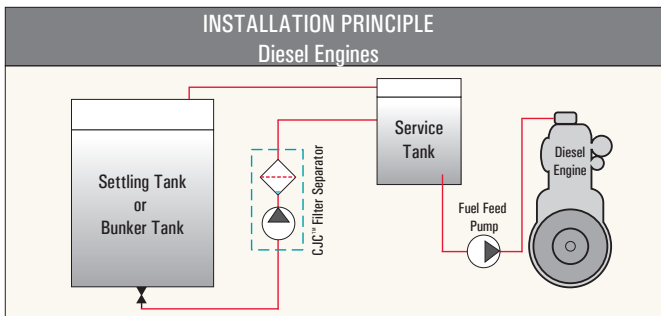 INSTALLATION PRINCIPLE
Diesel Engines
Settling Tank
or
Bunker Tank
CJC™ Filter Separator
Service
Tank
Fuel Feed
Pump
Diesel
Engine